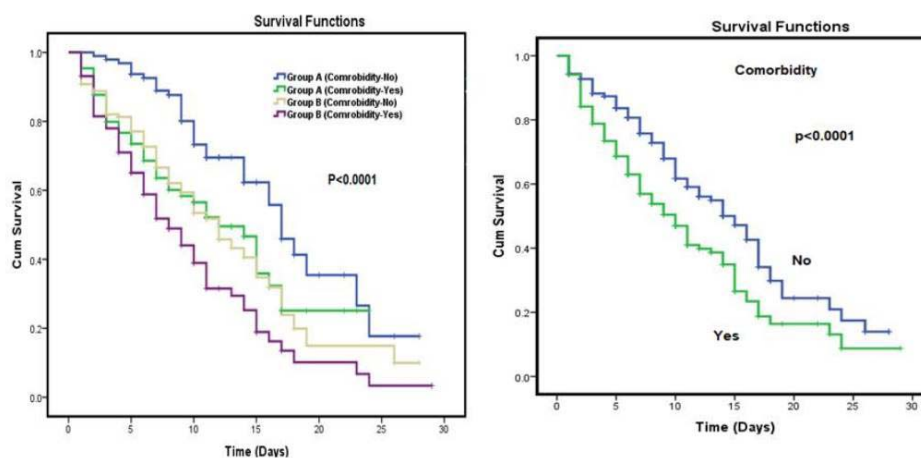 Survival Functions
Group A (Comrobidity-No)
Group A (Comrobidity-Yes)
Group B (Comrobidity-No)
Group B (Comrobidity-Yes)
P<0.0001
Cum Survival
1.0
0.8
0.6
0.4
0.2
0.0
0 5 10 15 20 25 30
Time (Days)
Survival Functions
Comorbidity
p<0.0001
No
Yes
Cum Survival
1.0
0.8
0.6
0.4
0.2
0.0
0 5 10 15 20 25 30
Time (Days)